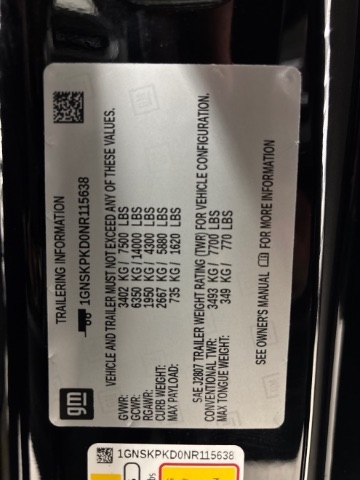 gm
TRAILERING INFORMATION
1GNSKPKD0NR115638
VEHICLE AND TRAILER MUST NOT EXCEED ANY OF THESE VALUES.
GVWR: 3402 KG/ 7500 LBS
GCWR: 6350 KG/ 14000 LBS
RGAWR: 1950 KG/ 4300 LBS
CURB WEIGHT: 2667 KG/ 5880 LBS
MAX PAYLOAD: 735 KG/ 1620 LBS
SAE J2807 TRAILER WEIGHT RATING (TWR) FOR VEHICLE CONFIGURATION.
CONVENTIONAL TWR: 3493 KG/ 7700 LBS
MAX TONGUE WEIGHT: 349 KG/ 770 LBS
SEE OWNER'S MANUAL FOR MORE INFORMATION
1GNSKPKD0NR115638